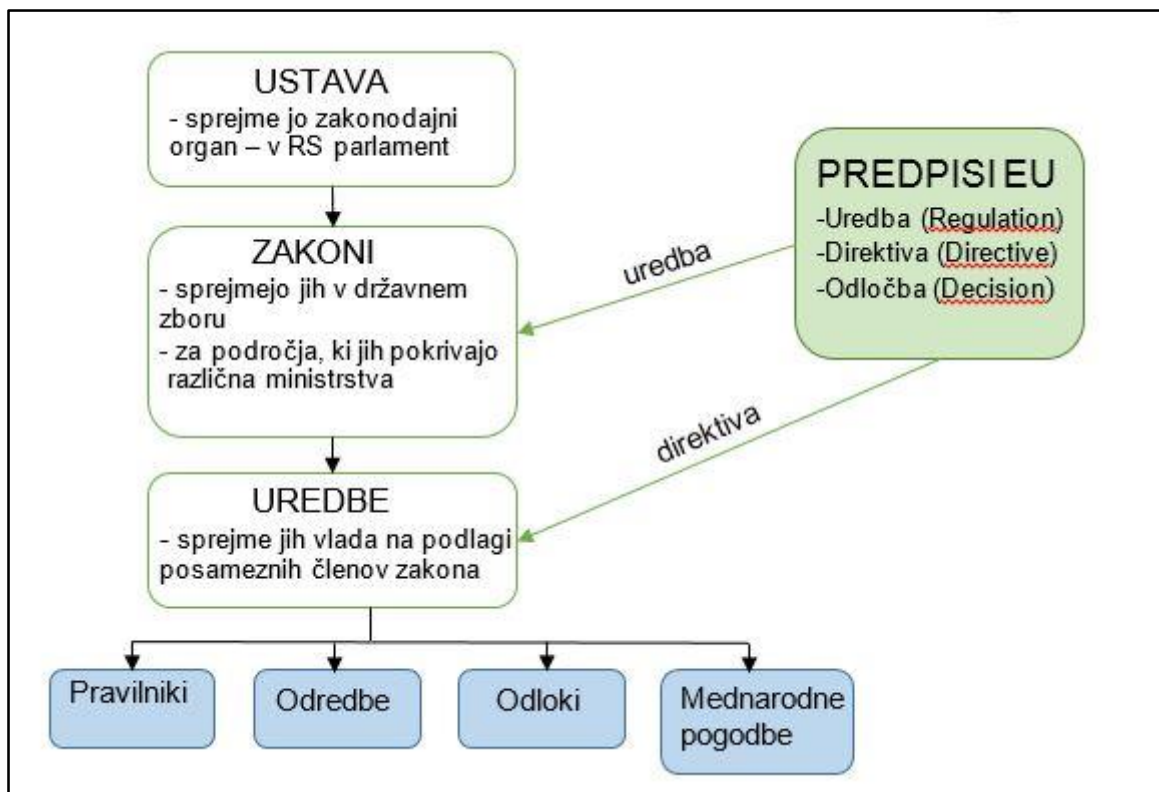 USTAVA
- sprejme jo zakonodajni
organ – v RS parlament
ZAKONI
- sprejmejo jih v državnem
zboru
- za področja, ki jih pokrivajo
različna ministrstva
UREDBE
- sprejme jih vlada na podlagi
posameznih členov zakona
PREDPISI EU
-Uredba (Regulation)
-Direktiva (Directive)
-Odločba (Decision)
uredba
direktiva
Pravilniki
Odredbe
Odloki
Mednarodne
pogodbe